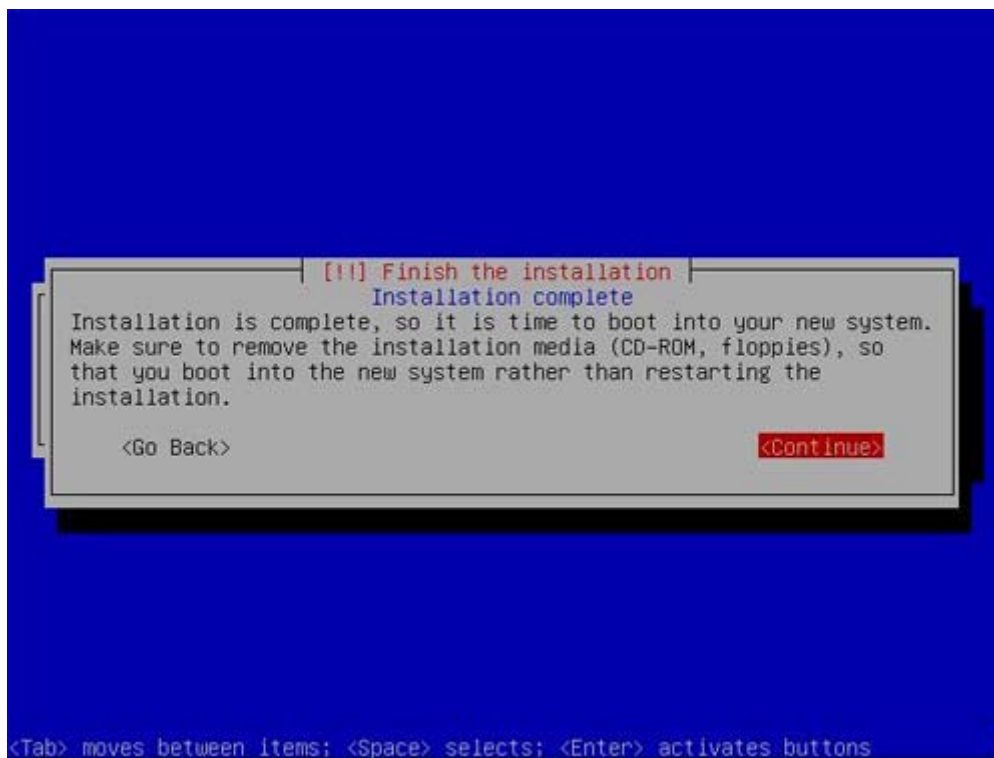 [!!] Finish the installation
Installation complete
Installation is complete, so it is time to boot into your new system.
Make sure to remove the installation media (CD-ROM, floppies), so
that you boot into the new system rather than restarting the
installation.
<Go Back> <Continue>
<Tab> moves between items; <Space> selects; <Enter> activates buttons